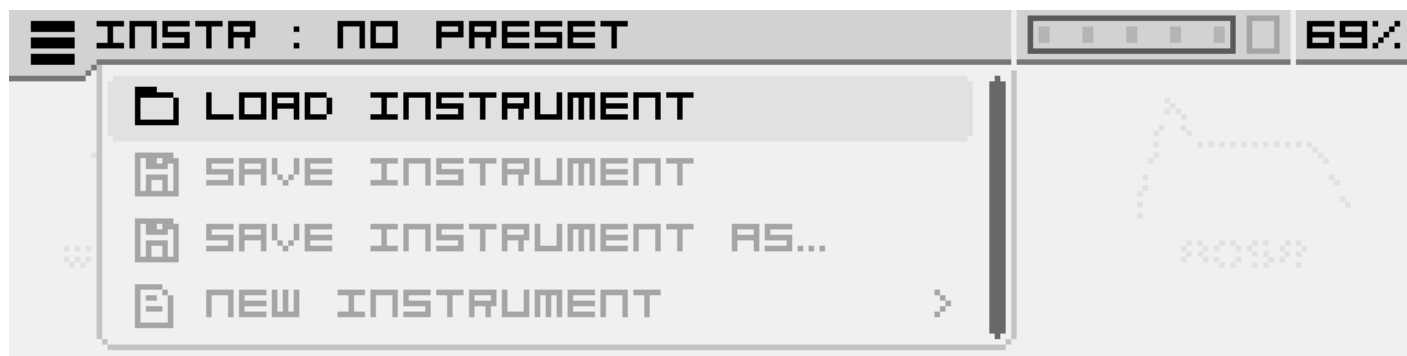 INSTR : NO PRESET 69%
LOAD INSTRUMENT
SAVE INSTRUMENT
SAVE INSTRUMENT AS...
NEW INSTRUMENT >